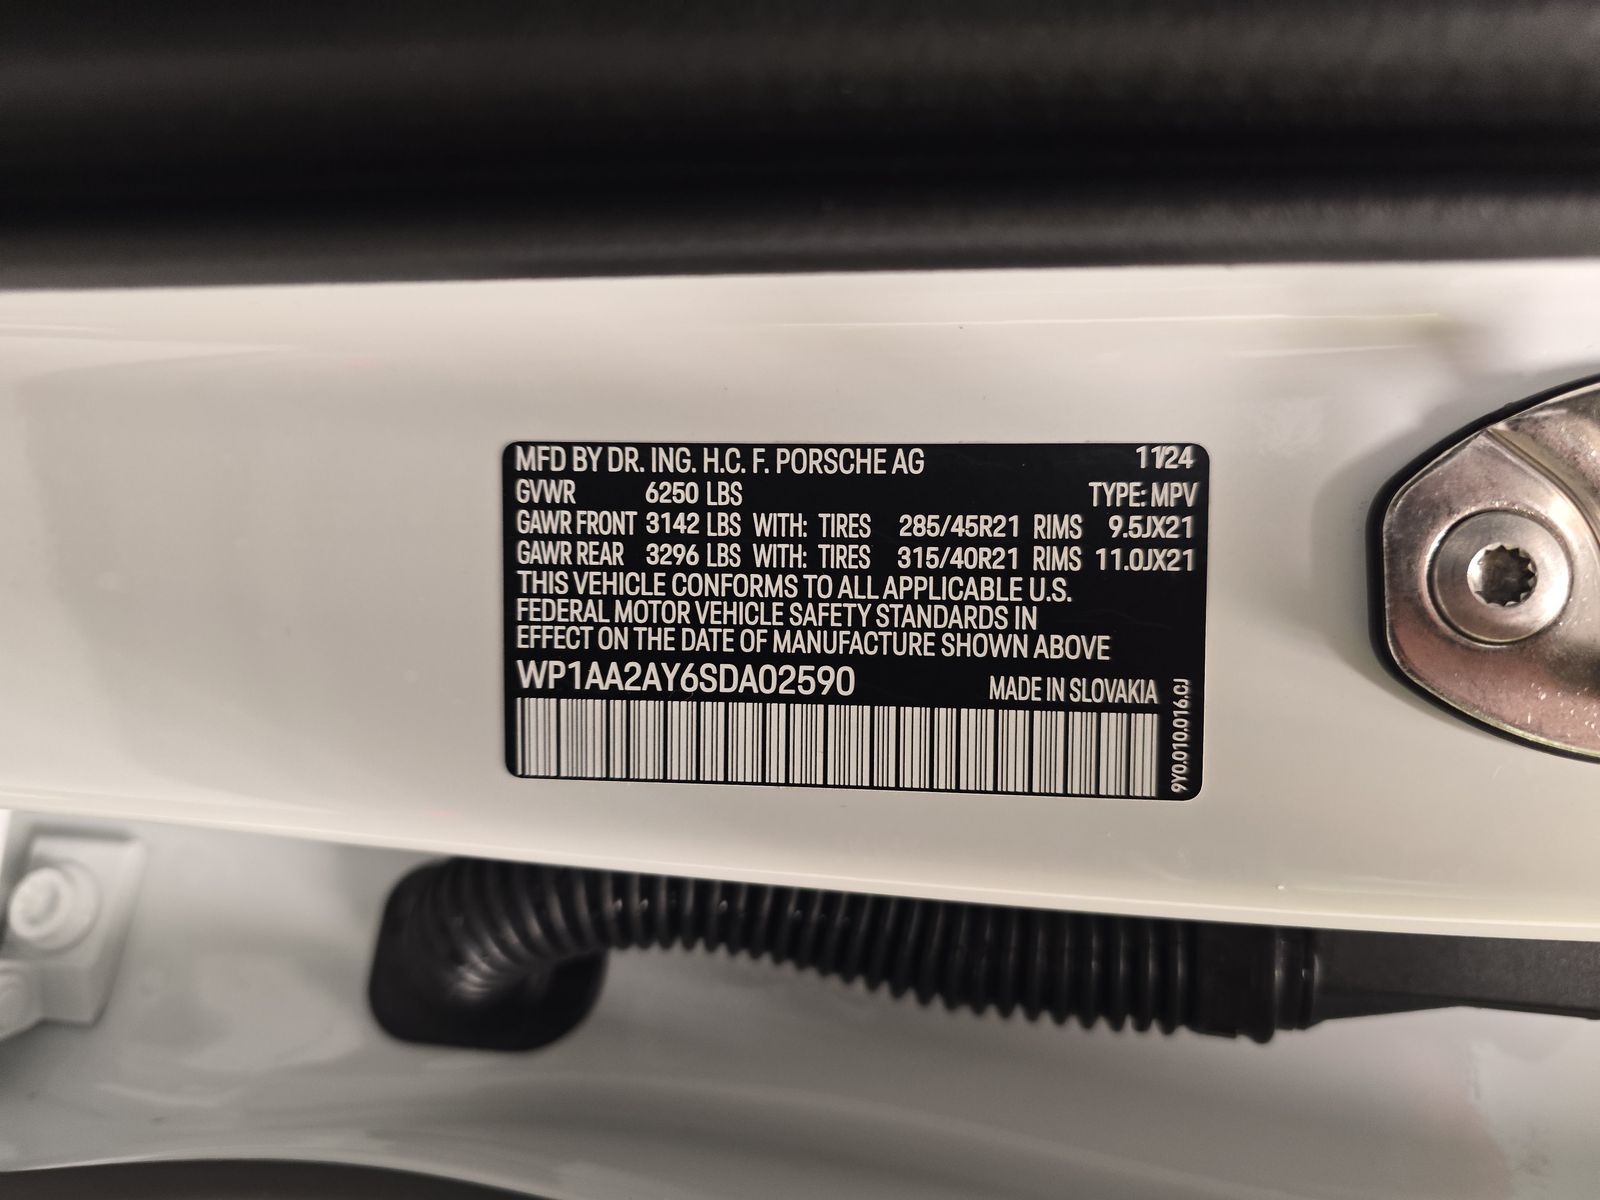 MFD BY DR. ING. H.C. F. PORSCHE AG 11/24
GVWR 6250 LBS TYPE: MPV
GAWR FRONT 3142 LBS WITH: TIRES 285/45R21 RIMS 9.5JX21
GAWR REAR 3296 LBS WITH: TIRES 315/40R21 RIMS 11.0JX21
THIS VEHICLE CONFORMS TO ALL APPLICABLE U.S.
FEDERAL MOTOR VEHICLE SAFETY STANDARDS IN
EFFECT ON THE DATE OF MANUFACTURE SHOWN ABOVE
WP1AA2AY6SDA02590 MADE IN SLOVAKIA
9Y0.010.016.CJ